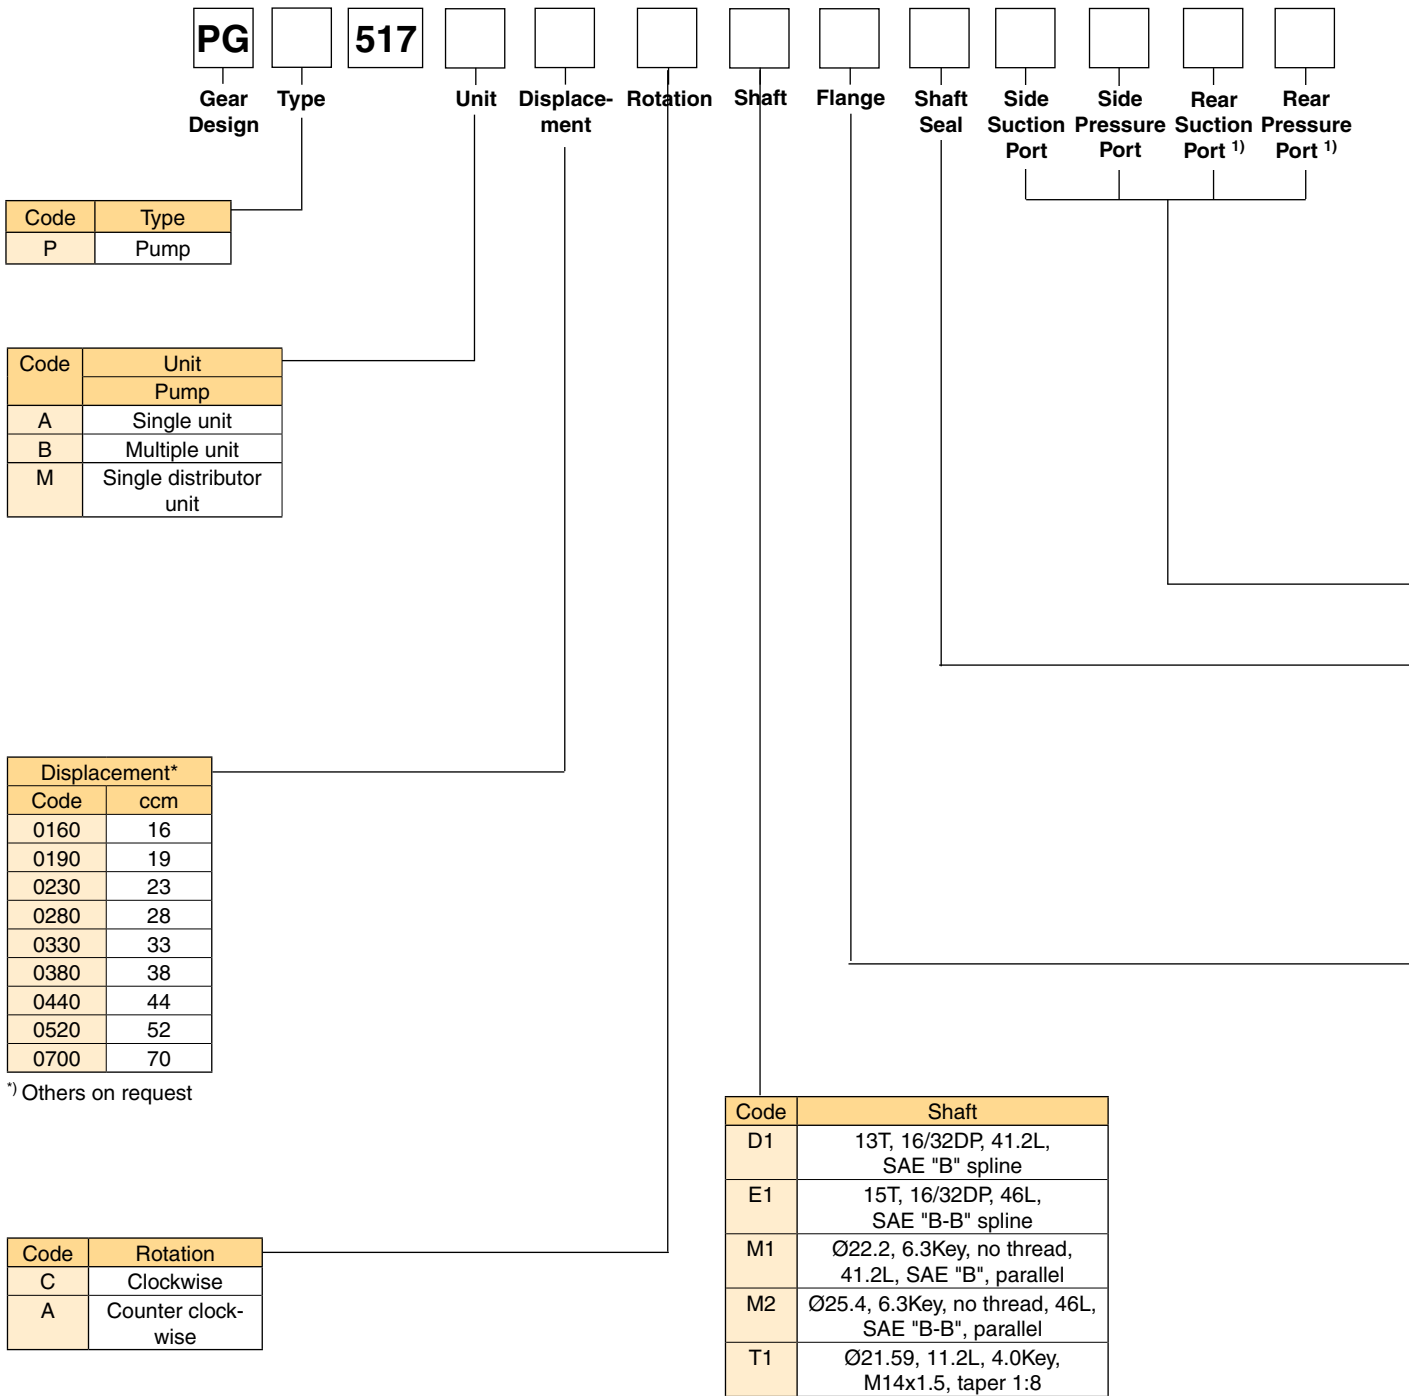 PG 517
Gear Design
Type
Unit
Displace-
ment
Rotation
Shaft
Flange
Shaft
Seal
Side
Suction
Port
Side
Pressure
Port
Rear
Suction
Port 1)
Rear
Pressure
Port 1)
Code Type
P Pump
Code Unit
Pump
A Single unit
B Multiple unit
M Single distributor
unit
Displacement*
Code ccm
0160 16
0190 19
0230 23
0280 28
0330 33
0380 38
0440 44
0520 52
0700 70
*) Others on request
Code Rotation
C Clockwise
A Counter clock-
wise
Code Shaft
D1 13T, 16/32DP, 41.2L,
SAE "B" spline
E1 15T, 16/32DP, 46L,
SAE "B-B" spline
M1 Ø22.2, 6.3Key, no thread,
41.2L, SAE "B", parallel
M2 Ø25.4, 6.3Key, no thread, 46L,
SAE "B-B", parallel
T1 Ø21.59, 11.2L, 4.0Key,
M14x1.5, taper 1:8